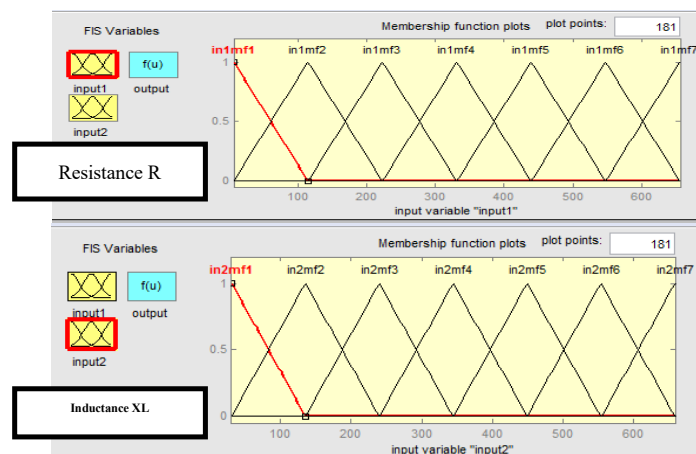 FIS Variables
Membership function plots plot points: 181
in1mf1 in1mf2 in1mf3 in1mf4 in1mf5 in1mf6 in1mf7
f(u)
input1 output
input2
1
0.5
0
100 200 300 400 500 600
input variable "input1"
Resistance R
FIS Variables
Membership function plots plot points: 181
in2mf1 in2mf2 in2mf3 in2mf4 in2mf5 in2mf6 in2mf7
f(u)
input1 output
input2
1
0.5
0
100 200 300 400 500 600
input variable "input2"
Inductance XL